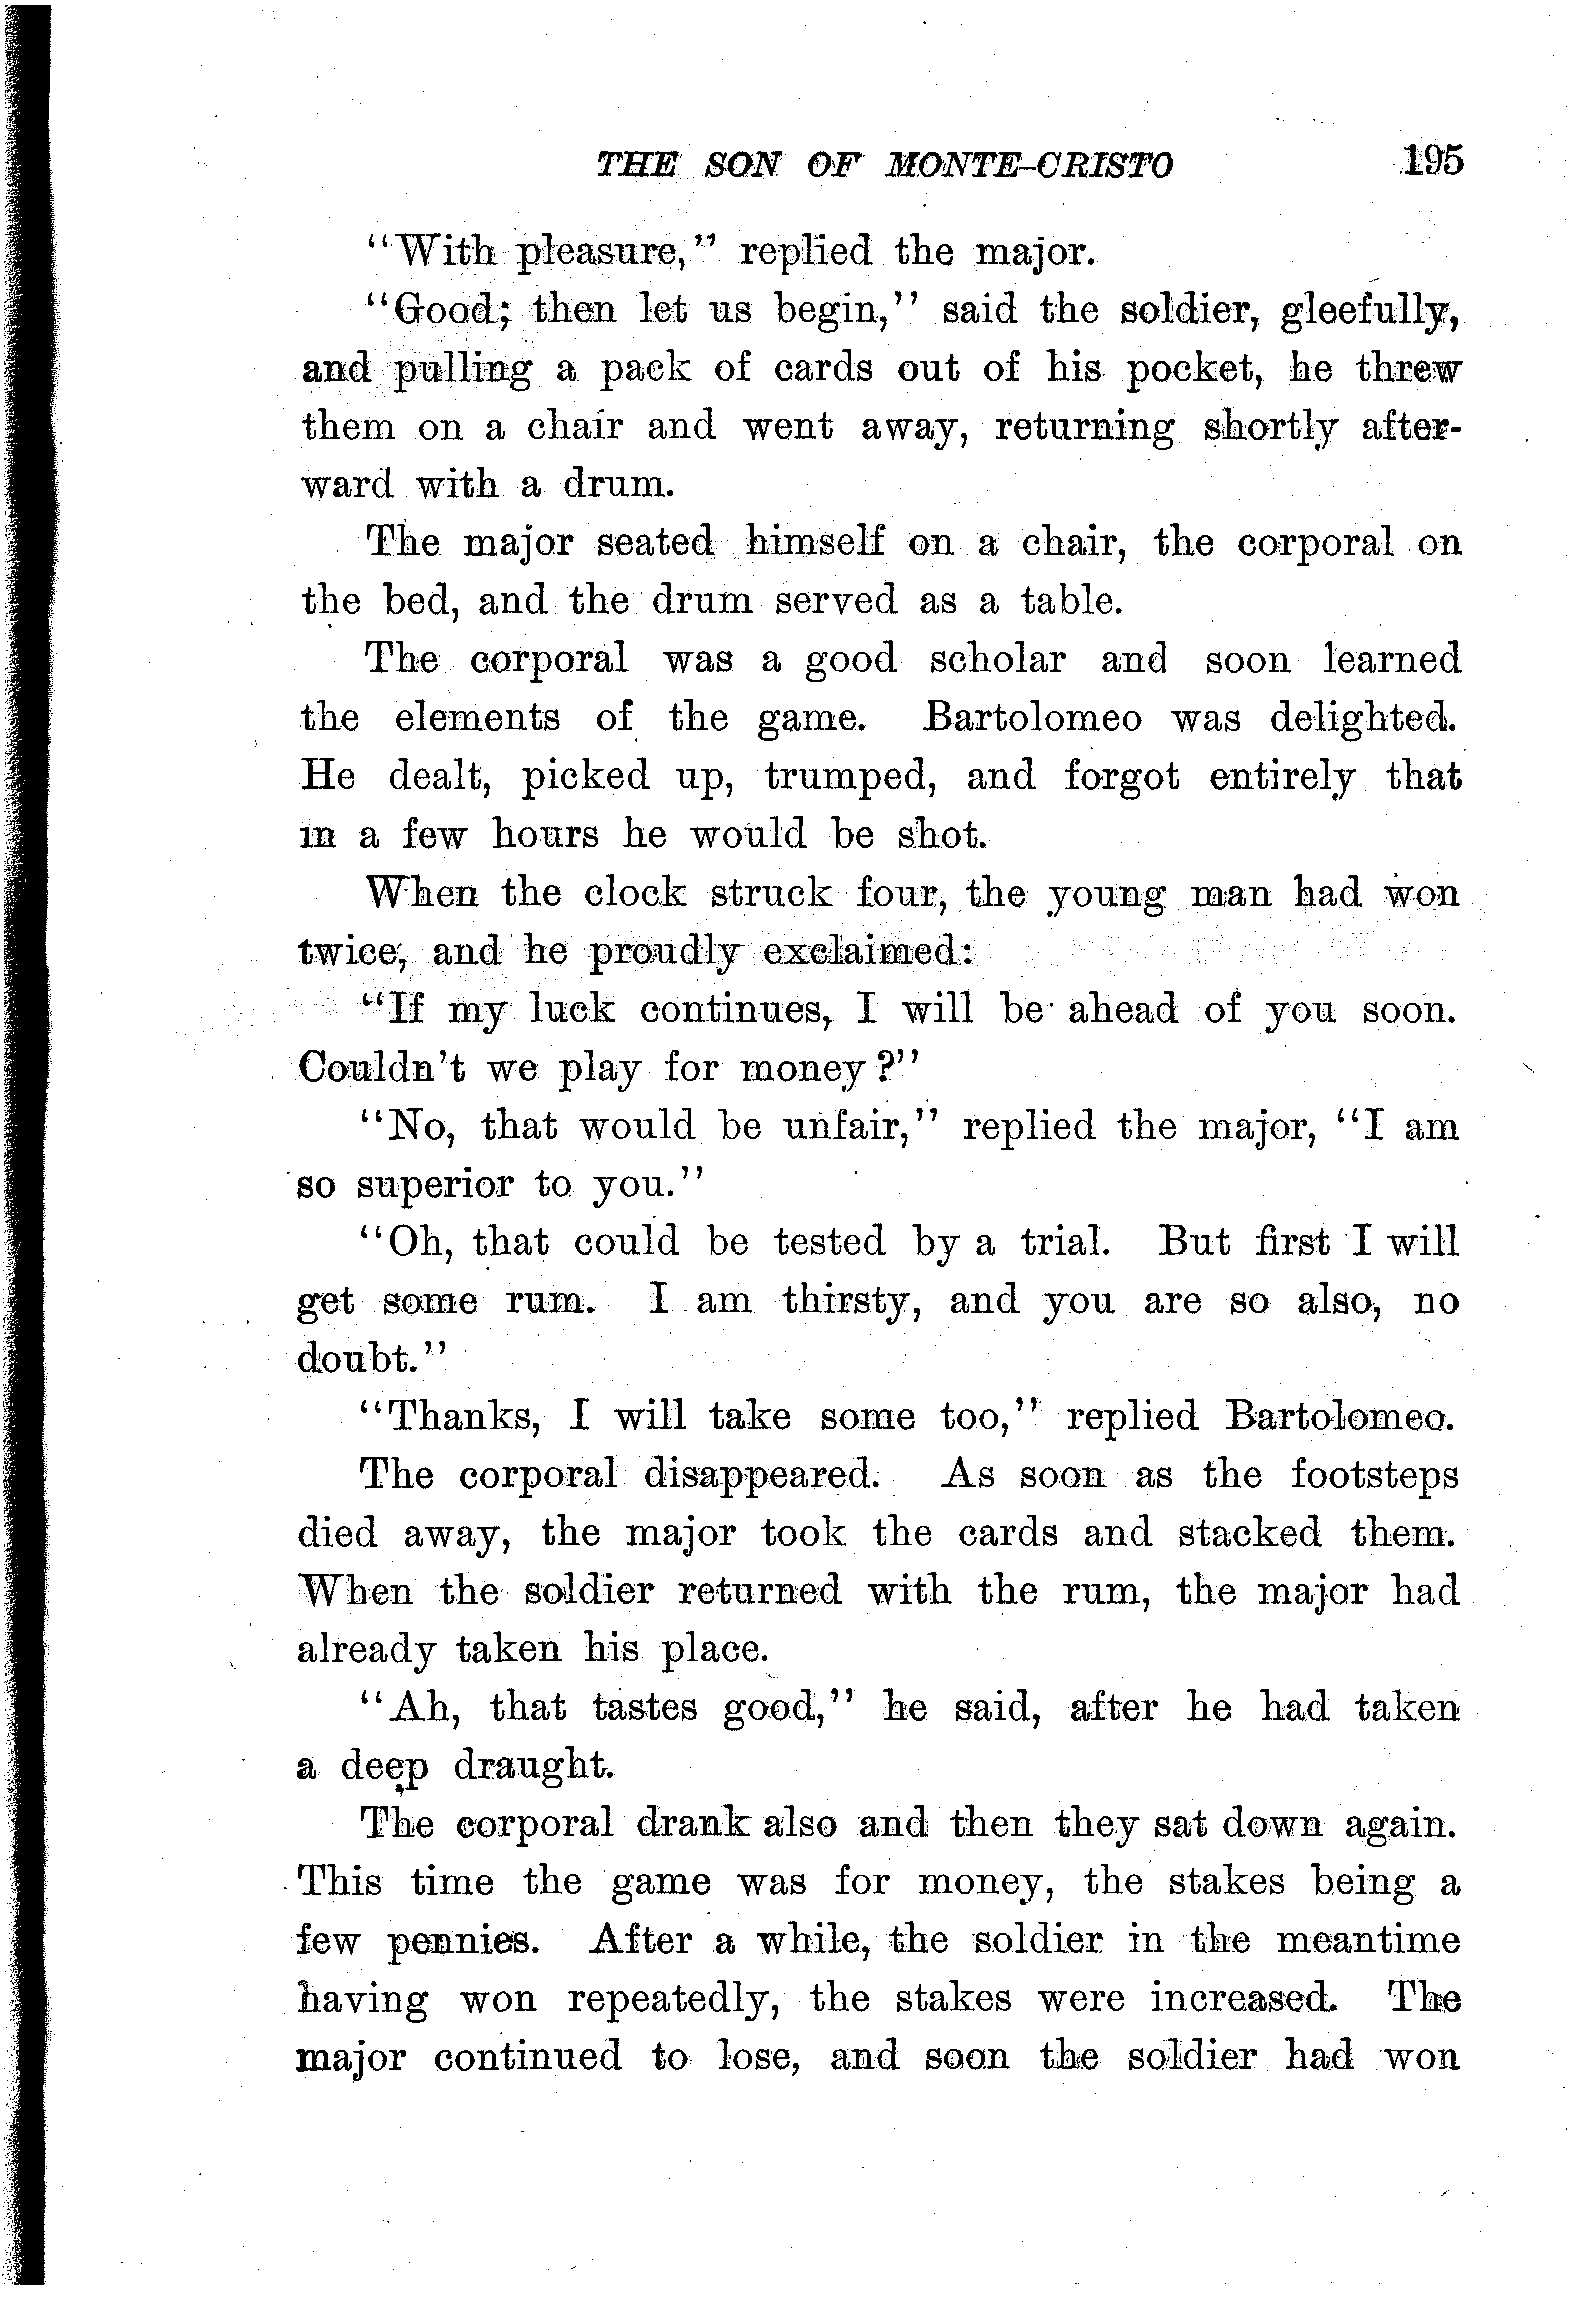 THE SON OF MONTE-CRISTO 195
"With pleasure," replied the major.
"Good; then let us begin," said the soldier, gleefully,
and pulling a pack of cards out of his pocket, he threw
them on a chair and went away, returning shortly after-
ward with a drum.
The major seated himself on a chair, the corporal on
the bed, and the drum served as a table.
The corporal was a good scholar and soon learned
the elements of the game. Bartolomeo was delighted.
He dealt, picked up, trumped, and forgot entirely that
in a few hours he would be shot.
When the clock struck four, the young man had won
twice, and he proudly exclaimed:
"If my luck continues, I will be ahead of you soon.
Couldn't we play for money?"
"No, that would be unfair," replied the major, "I am
so superior to you."
"Oh, that could be tested by a trial. But first I will
get some rum. I am thirsty, and you are so also, no
doubt."
"Thanks, I will take some too," replied Bartolomeo.
The corporal disappeared. As soon as the footsteps
died away, the major took the cards and stacked them.
When the soldier returned with the rum, the major had
already taken his place.
"Ah, that tastes good," he said, after he had taken
a deep draught.
The corporal drank also and then they sat down again.
This time the game was for money, the stakes being a
few pennies. After a while, the soldier in the meantime
having won repeatedly, the stakes were increased. The
major continued to lose, and soon the soldier had won